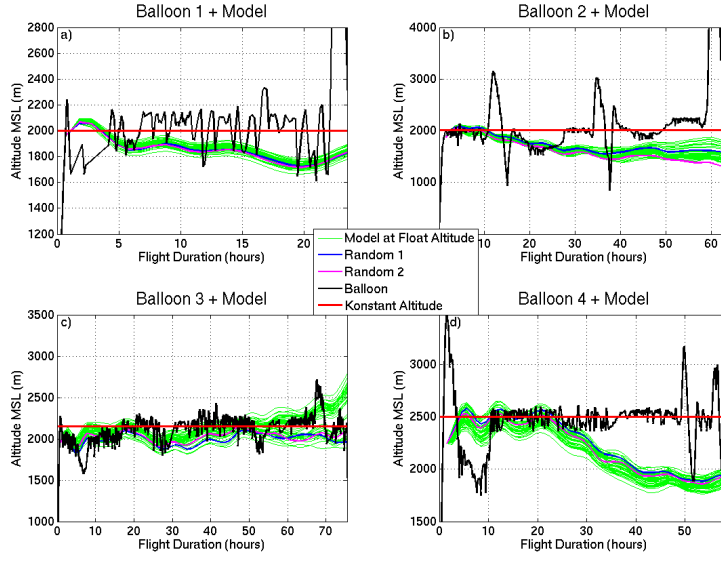 Balloon 1 + Model
Balloon 2 + Model
a)
Altitude MSL (m)
2800
2600
2400
2200
2000
1800
1600
1400
1200
0
5
10
15
20
Flight Duration (hours)
b)
Altitude MSL (m)
4000
3000
2000
1000
10
20
30
40
50
60
Flight Duration (hours)
Model at Float Altitude
Random 1
Random 2
Balloon
Konstant Altitude
Balloon 3 + Model
Balloon 4 + Model
c)
Altitude MSL (m)
3500
3000
2500
2000
1500
1000
0
10
20
30
40
50
60
70
Flight Duration (hours)
d)
Altitude MSL (m)
3000
2500
2000
1500
0
10
20
30
40
50
Flight Duration (hours)